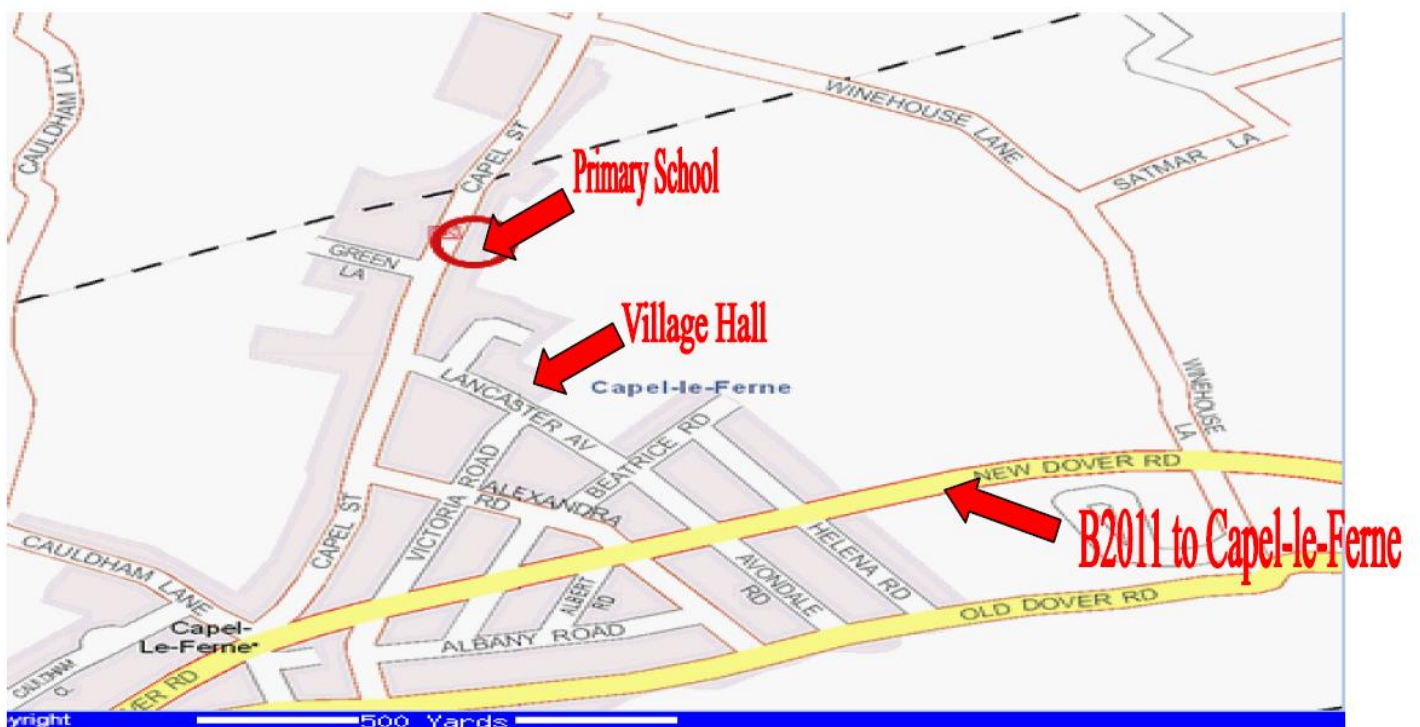 CAULDHAM LA
CAPEL ST
WINEHOUSE LANE
SATMAR LA
Primary School
GREEN
LA
Village Hall
Capel-le-Ferne
LANCASTER AV
WINEHOUSE
LA
BEATRICE RD
VICTORIA ROAD
ALEXANDRA
RD
NEW DOVER RD
B2011 to Capel-le-Ferne
CAPEL ST
HELENA RD
AVONDALE
RD
ALBERT
RD
CAULDHAM LANE
OLD DOVER RD
Capel-
Le-Ferne
ALBANY ROAD
CAULDHAM
CL
VER RD
yright
500 Yards